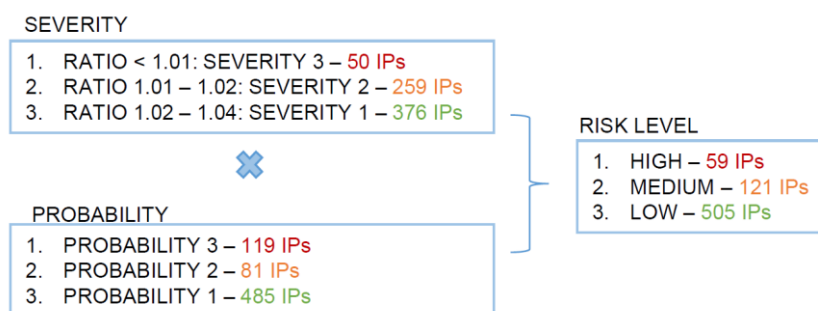 SEVERITY
1. RATIO < 1.01: SEVERITY 3 – 50 IPs
2. RATIO 1.01 – 1.02: SEVERITY 2 – 259 IPs
3. RATIO 1.02 – 1.04: SEVERITY 1 – 376 IPs
PROBABILITY
1. PROBABILITY 3 – 119 IPs
2. PROBABILITY 2 – 81 IPs
3. PROBABILITY 1 – 485 IPs
RISK LEVEL
1. HIGH – 59 IPs
2. MEDIUM – 121 IPs
3. LOW – 505 IPs